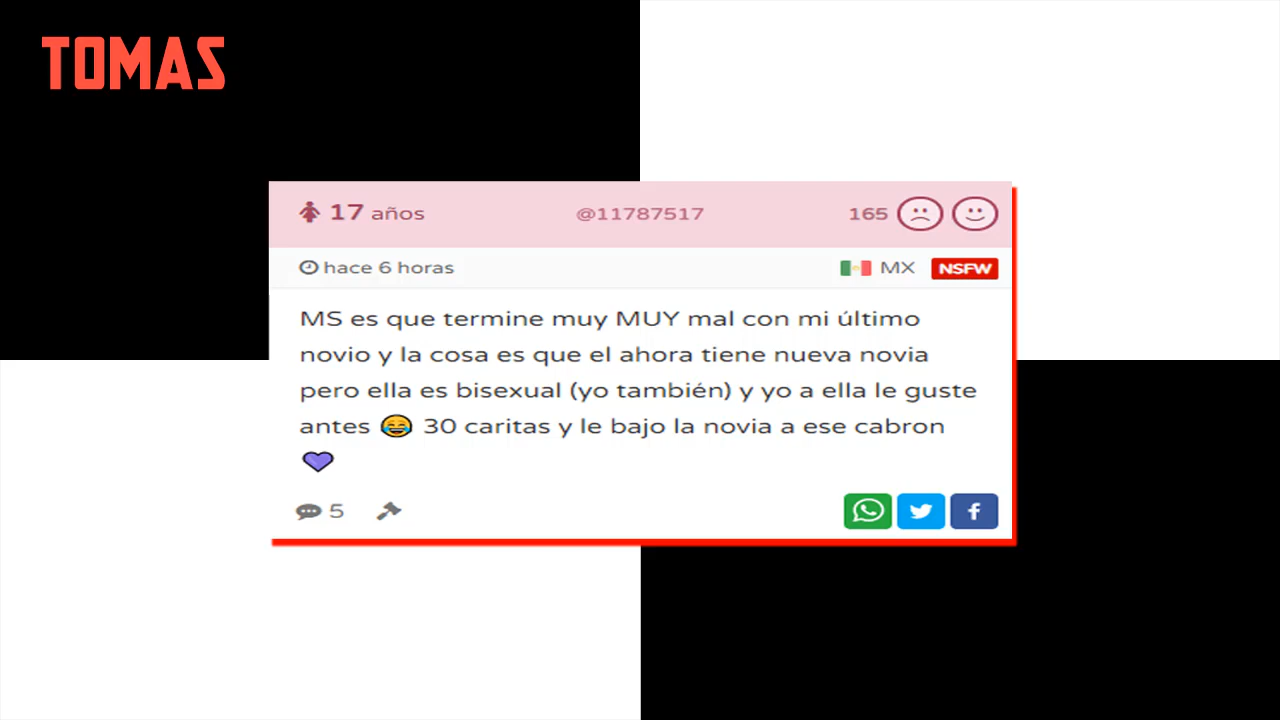 TOMAS
17 años @11787517 165
hace 6 horas MX NSFW
MS es que termine muy MUY mal con mi último
novio y la cosa es que el ahora tiene nueva novia
pero ella es bisexual (yo también) y yo a ella le guste
antes 😂 30 caritas y le bajo la novia a ese cabron
💜
5